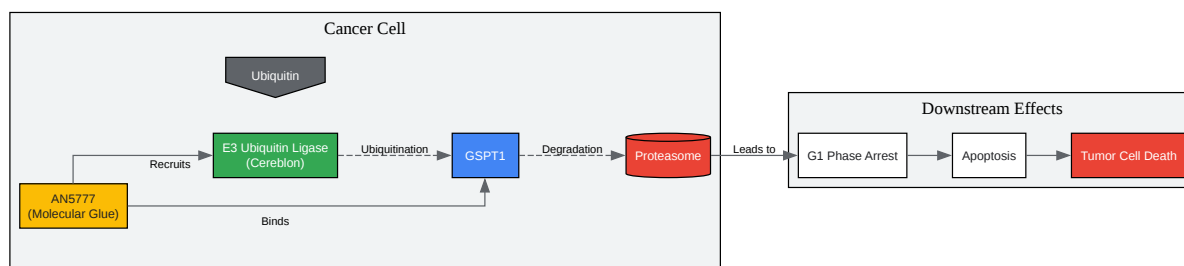 Cancer Cell
Ubiquitin
Downstream Effects
E3 Ubiquitin Ligase
(Cereblon)
Ubiquitination
GSPT1
Degradation
Proteasome
Leads to
G1 Phase Arrest
Apoptosis
Tumor Cell Death
Recruits
AN5777
(Molecular Glue)
Binds